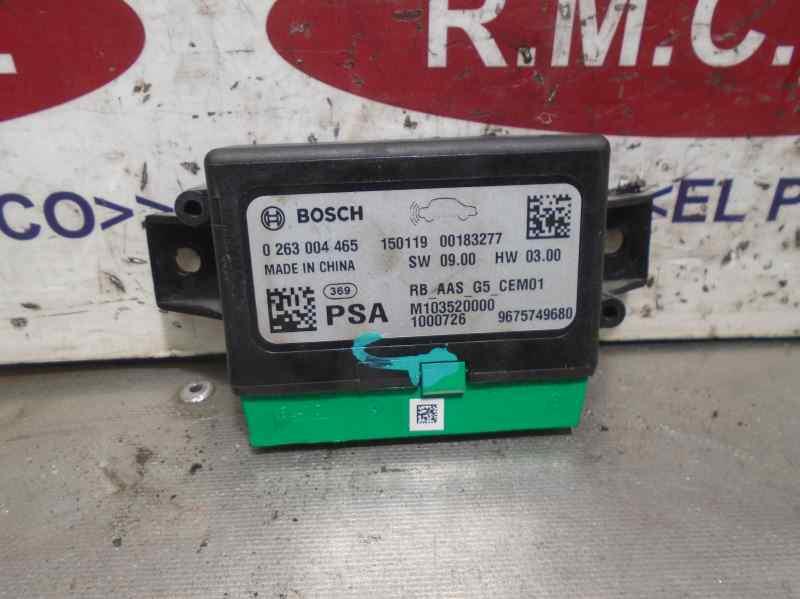 R.M.C.
CO>>
<EL P
BOSCH
0 263 004 465 150119 00183277
MADE IN CHINA SW 09.00 HW 03.00
369 RB_AAS_G5_CEM01
PSA M103520000
1000726 9675749680